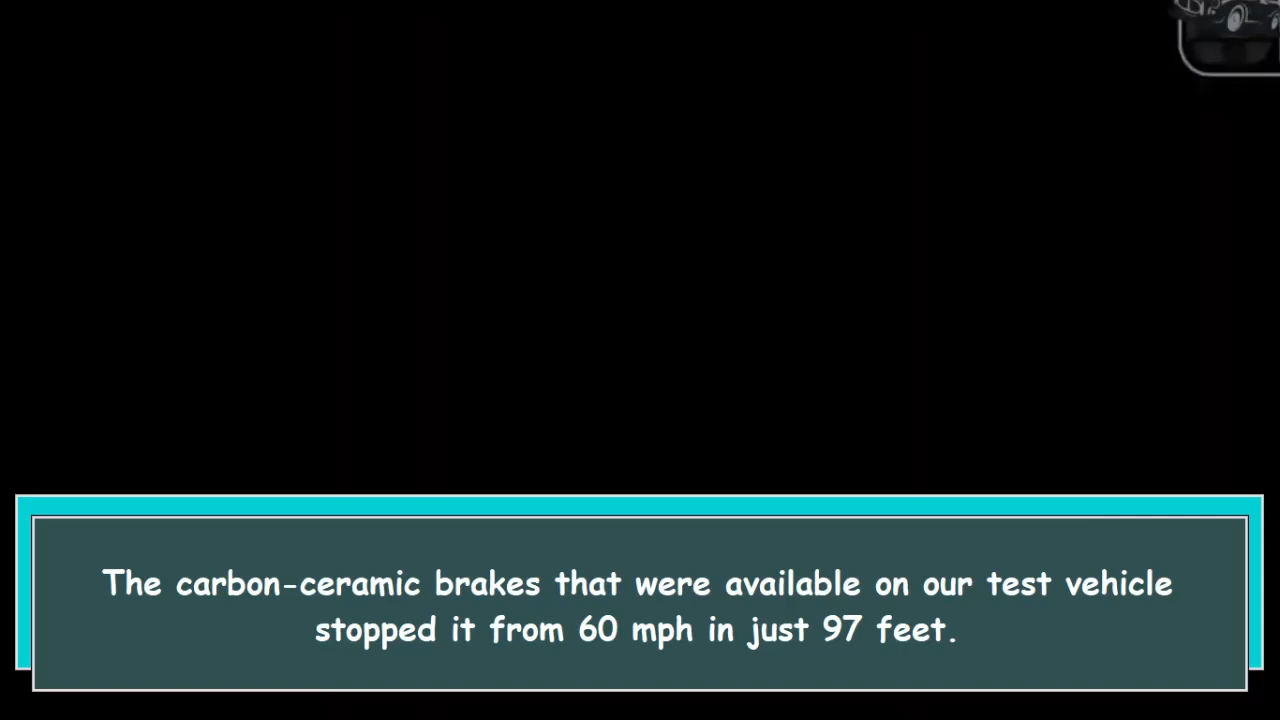 The carbon-ceramic brakes that were available on our test vehicle
stopped it from 60 mph in just 97 feet.